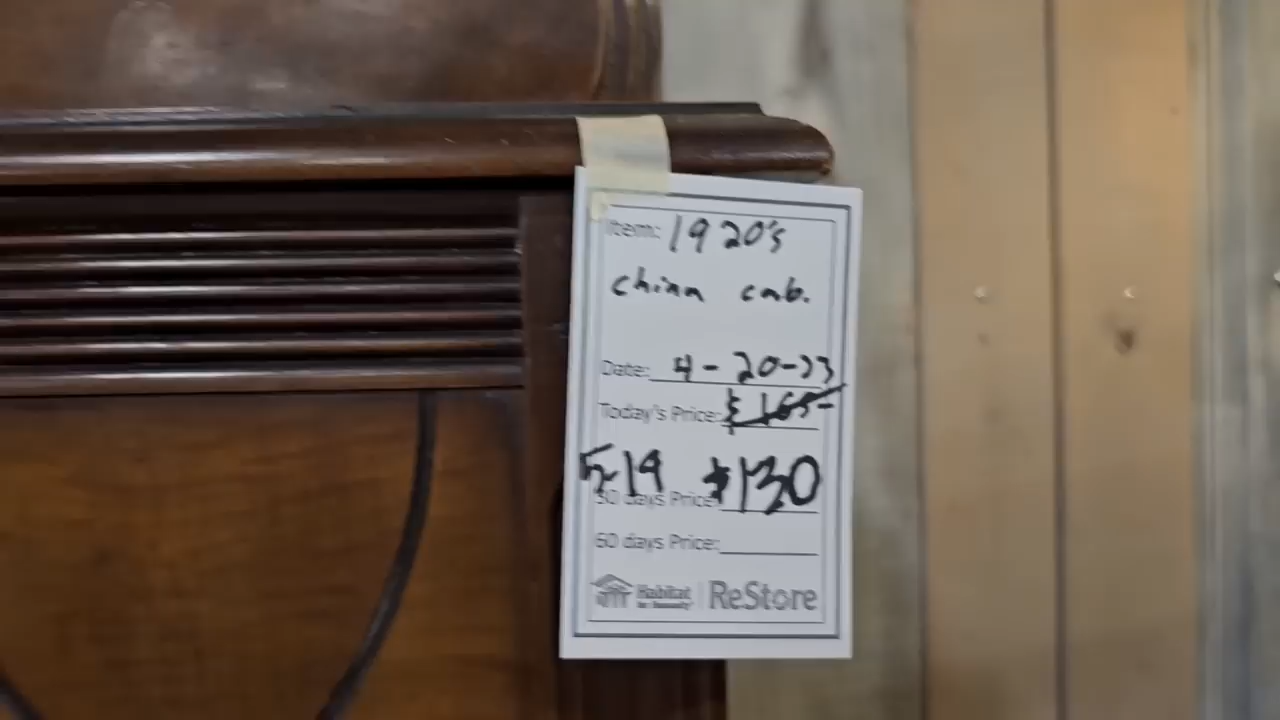 Item: 1920's
china cab.
Date: 4-20-23
Today's Price: $165-
5-19 $130
30 days Price:
60 days Price:
Habitat for Humanity | ReStore